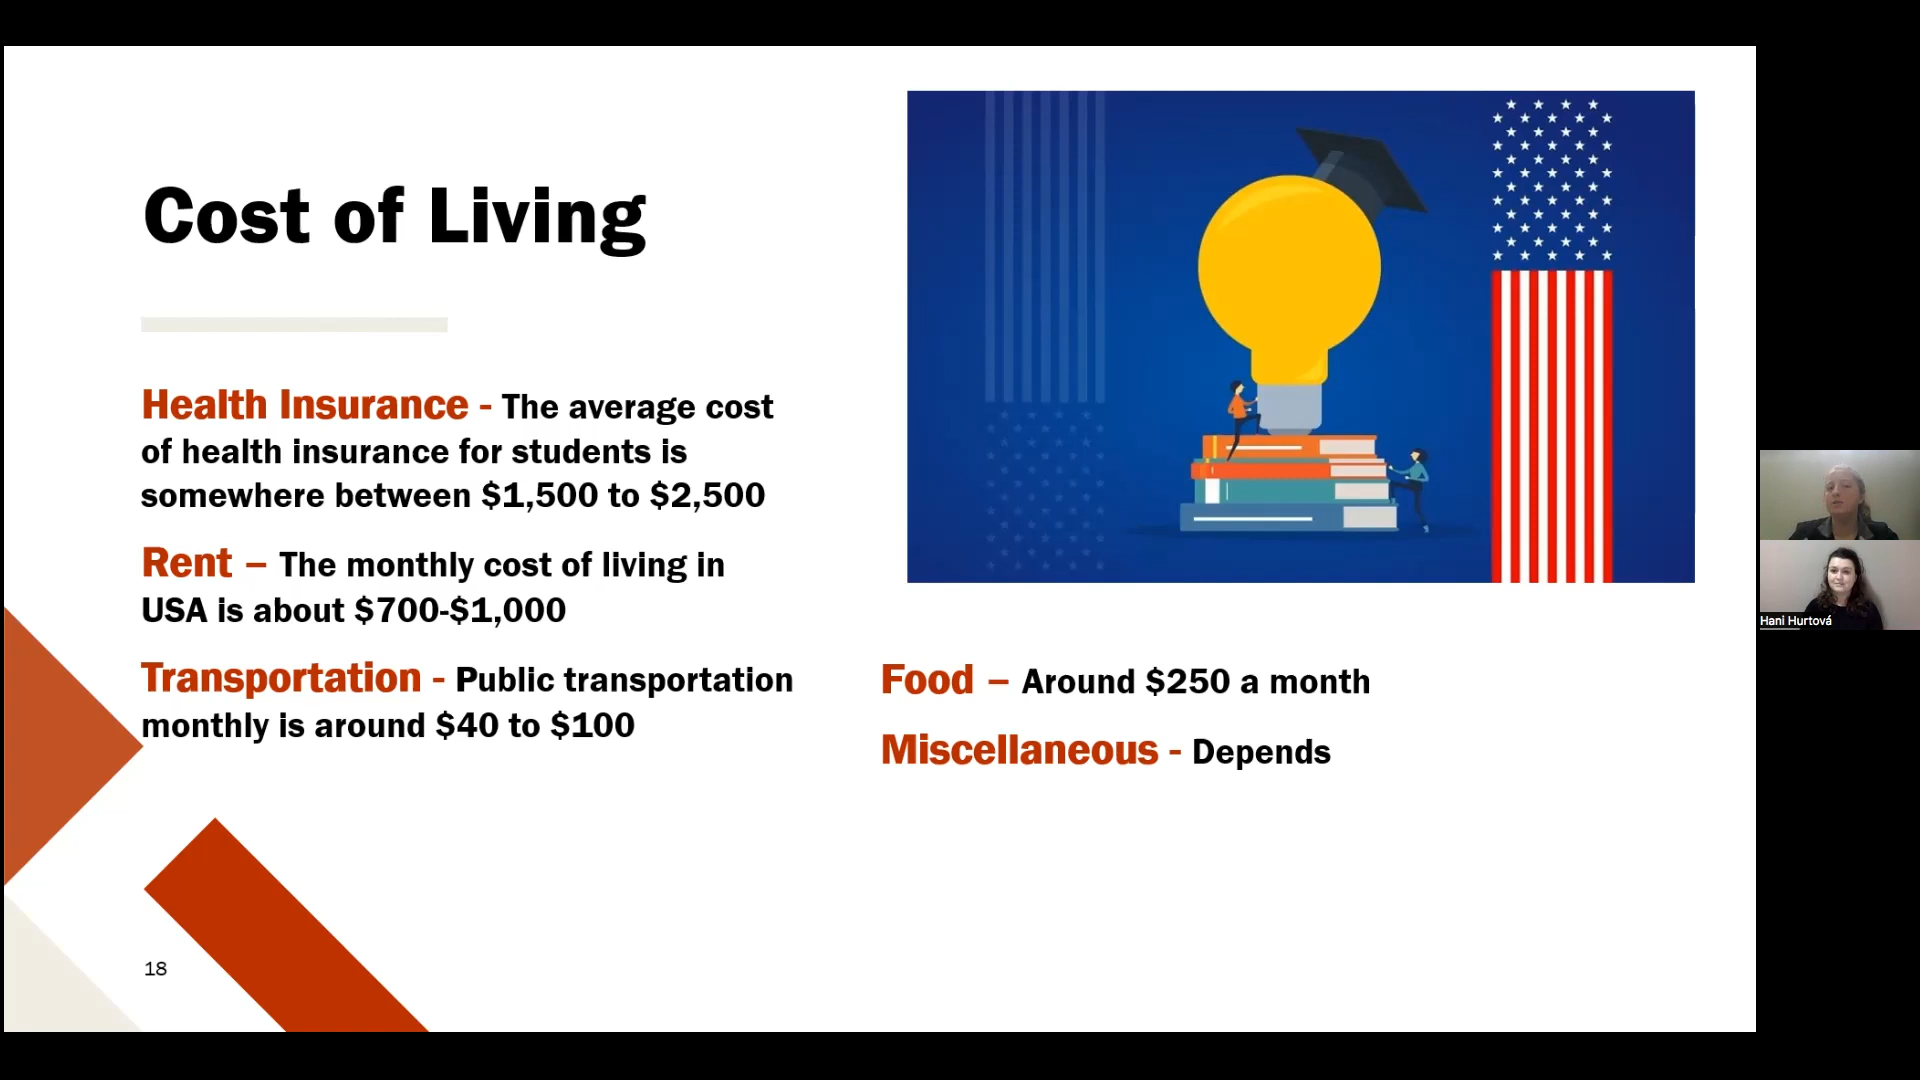 Cost of Living
Health Insurance - The average cost
of health insurance for students is
somewhere between $1,500 to $2,500
Rent – The monthly cost of living in
USA is about $700-$1,000
Transportation - Public transportation
monthly is around $40 to $100
Food – Around $250 a month
Miscellaneous - Depends
18
Hani Hurtová